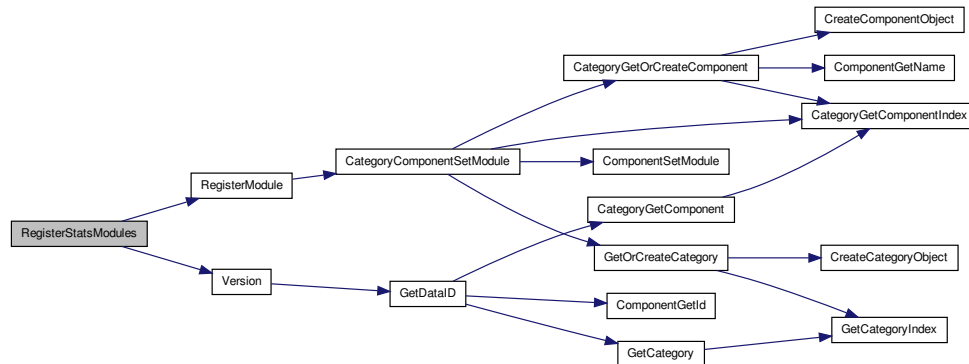 CreateComponentObject
CategoryGetOrCreateComponent
ComponentGetName
CategoryGetComponentIndex
CategoryComponentSetModule
ComponentSetModule
RegisterModule
CategoryGetComponent
RegisterStatsModules
GetOrCreateCategory
CreateCategoryObject
Version
GetDataID
ComponentGetId
GetCategoryIndex
GetCategory